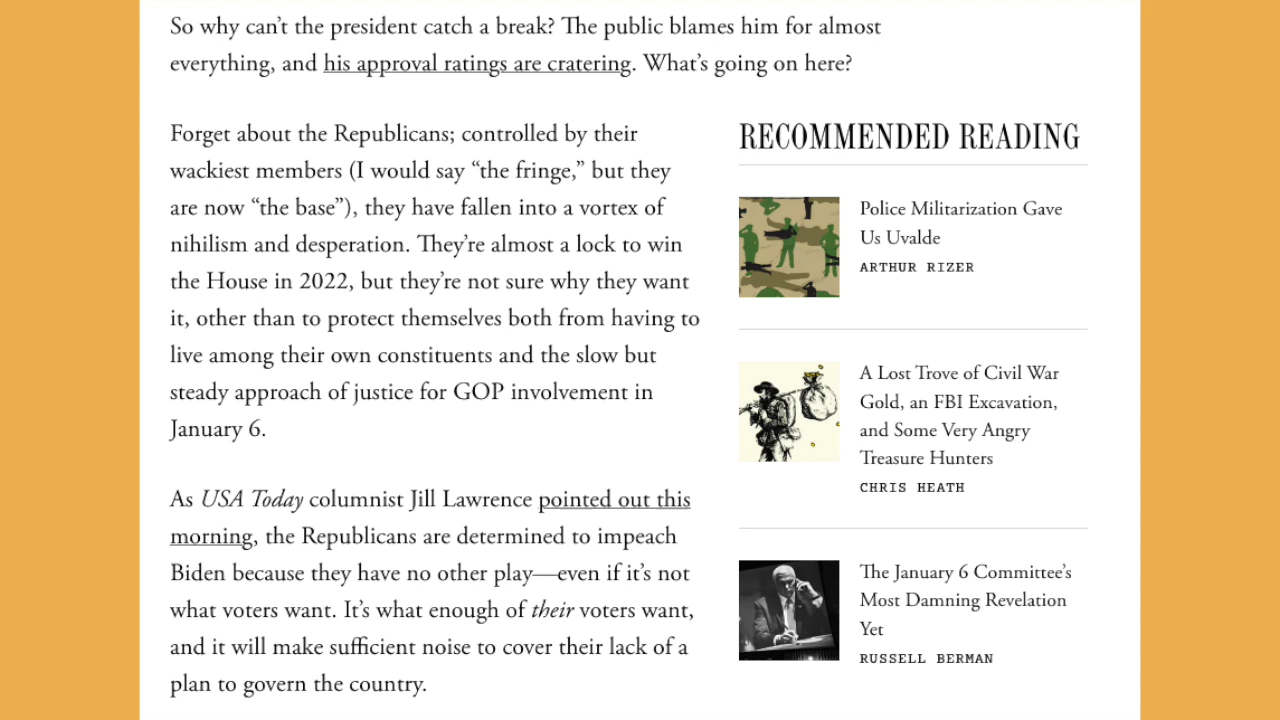 So why can’t the president catch a break? The public blames him for almost
everything, and his approval ratings are cratering. What’s going on here?
Forget about the Republicans; controlled by their
wackiest members (I would say “the fringe,” but they
are now “the base”), they have fallen into a vortex of
nihilism and desperation. They’re almost a lock to win
the House in 2022, but they’re not sure why they want
it, other than to protect themselves both from having to
live among their own constituents and the slow but
steady approach of justice for GOP involvement in
January 6.
As USA Today columnist Jill Lawrence pointed out this
morning, the Republicans are determined to impeach
Biden because they have no other play—even if it’s not
what voters want. It’s what enough of their voters want,
and it will make sufficient noise to cover their lack of a
plan to govern the country.
RECOMMENDED READING
Police Militarization Gave
Us Uvalde
ARTHUR RIZER
A Lost Trove of Civil War
Gold, an FBI Excavation,
and Some Very Angry
Treasure Hunters
CHRIS HEATH
The January 6 Committee’s
Most Damning Revelation
Yet
RUSSELL BERMAN